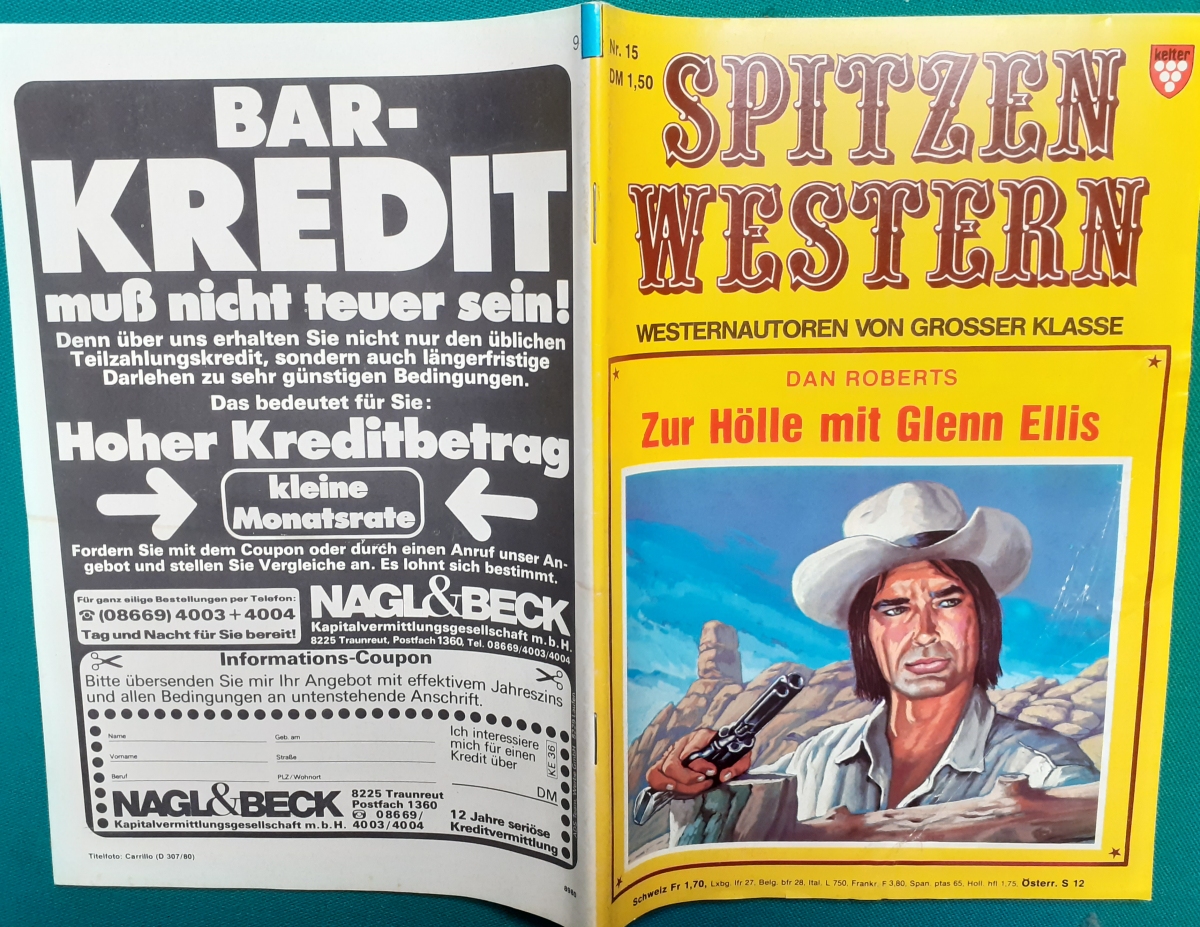 9
BAR-
KREDIT
muß nicht teuer sein!
Denn über uns erhalten Sie nicht nur den üblichen
Teilzahlungskredit, sondern auch längerfristige
Darlehen zu sehr günstigen Bedingungen.
Das bedeutet für Sie:
Hoher Kreditbetrag
kleine
Monatsrate
Fordern Sie mit dem Coupon oder durch einen Anruf unser An-
gebot und stellen Sie Vergleiche an. Es lohnt sich bestimmt.
Für ganz eilige Bestellungen per Telefon:
☎ (08669) 4003 + 4004
Tag und Nacht für Sie bereit!
NAGL&BECK
Kapitalvermittlungsgesellschaft m.b.H.
8225 Traunreut, Postfach 1360, Tel. 08669/4003/4004
Informations-Coupon
Bitte übersenden Sie mir Ihr Angebot mit effektivem Jahreszins
und allen Bedingungen an untenstehende Anschrift.
Name
Geb. am
Vorname
Straße
Beruf
PLZ/Wohnort
Ich interessiere
mich für einen
Kredit über
KE 36
DM
NAGL&BECK
Kapitalvermittlungsgesellschaft m.b.H.
8225 Traunreut
Postfach 1360
☎ 08669/
4003/4004
12 Jahre seriöse
Kreditvermittlung
Titelfoto: Carrillo (D 307/80)
Nr. 15
DM 1,50
kelter
SPITZEN
WESTERN
WESTERNAUTOREN VON GROSSER KLASSE
DAN ROBERTS
Zur Hölle mit Glenn Ellis
Schweiz Fr 1,70, Lxbg. lfr 27, Belg. bfr 28, Ital. L 750, Frankr. F 3,80, Span. ptas 65, Holl. hfl 1,75, Österr. S 12